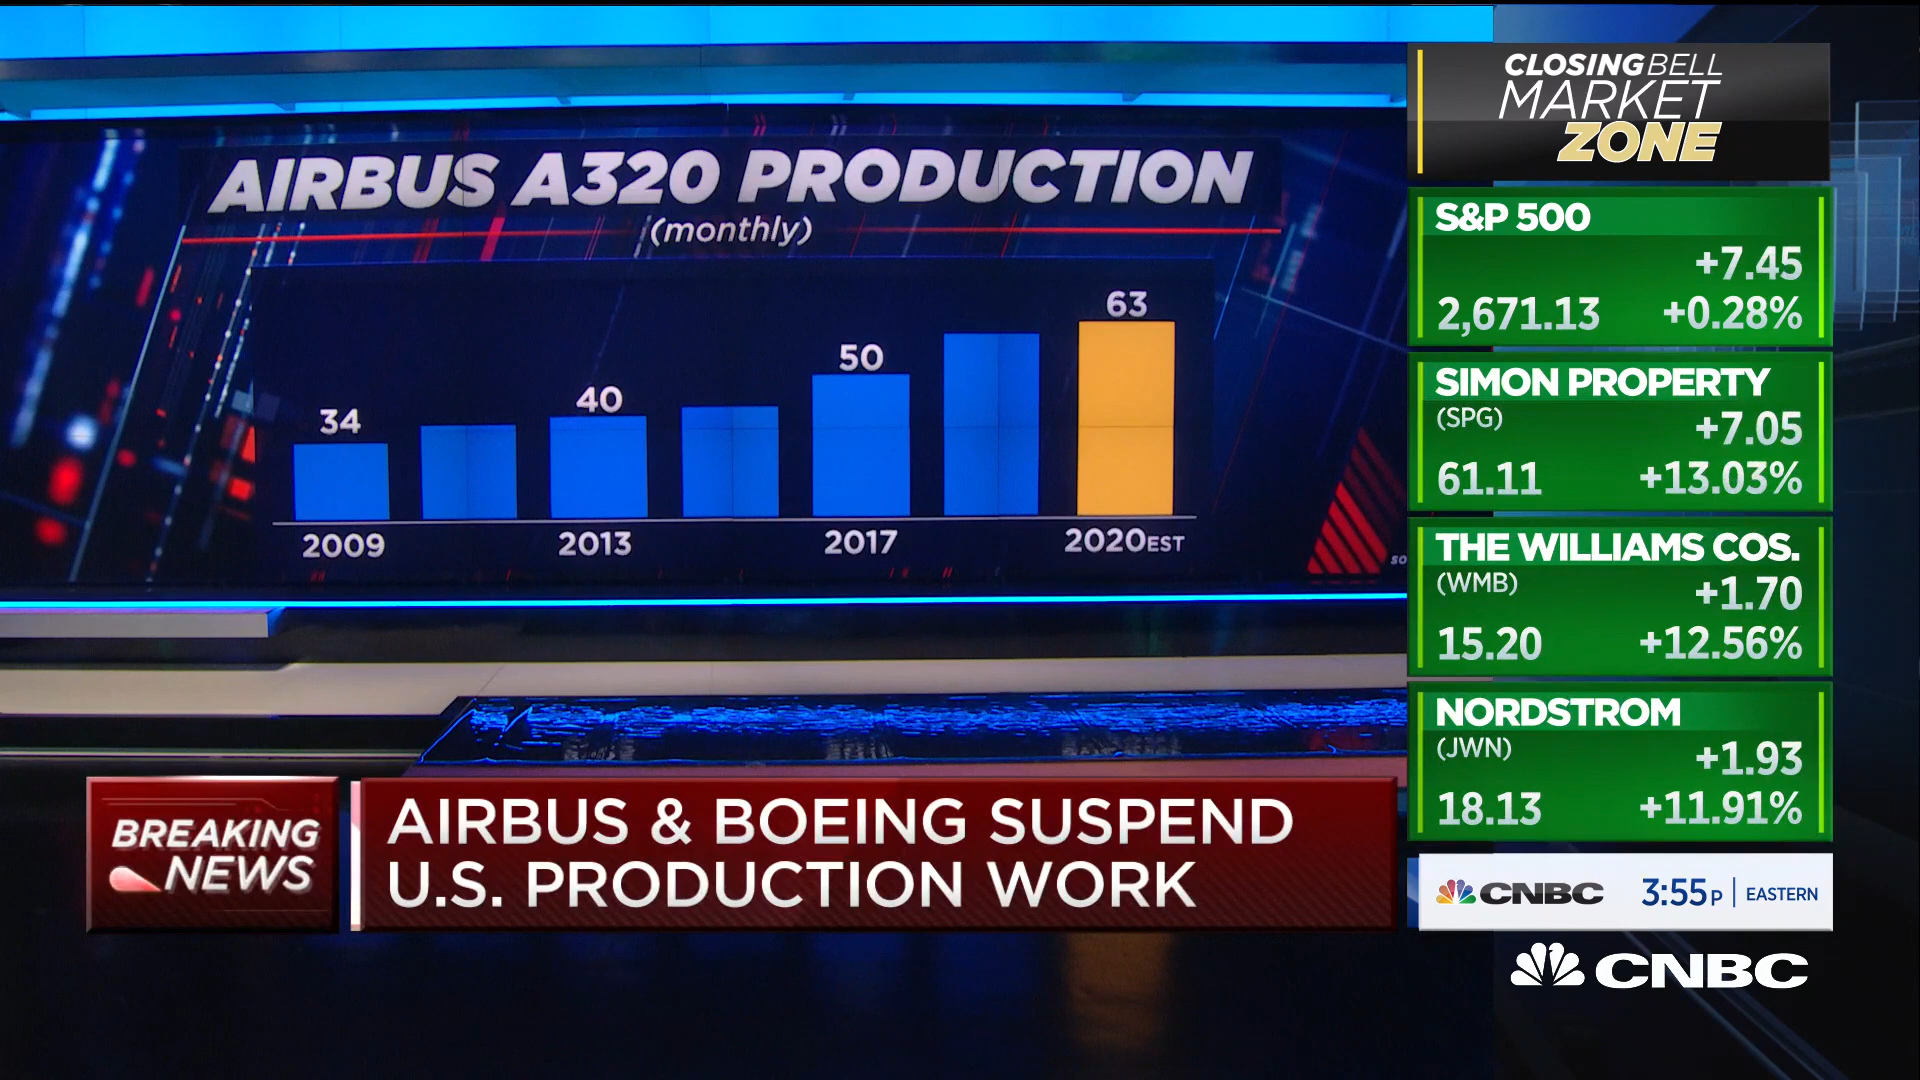 AIRBUS A320 PRODUCTION
(monthly)
34
40
50
63
2009
2013
2017
2020EST
SO
BREAKING
NEWS
AIRBUS & BOEING SUSPEND
U.S. PRODUCTION WORK
CLOSING BELL
MARKET
ZONE
S&P 500
+7.45
2,671.13 +0.28%
SIMON PROPERTY
(SPG)
+7.05
61.11 +13.03%
THE WILLIAMS COS.
(WMB)
+1.70
15.20 +12.56%
NORDSTROM
(JWN)
+1.93
18.13 +11.91%
CNBC 3:55P | EASTERN
CNBC